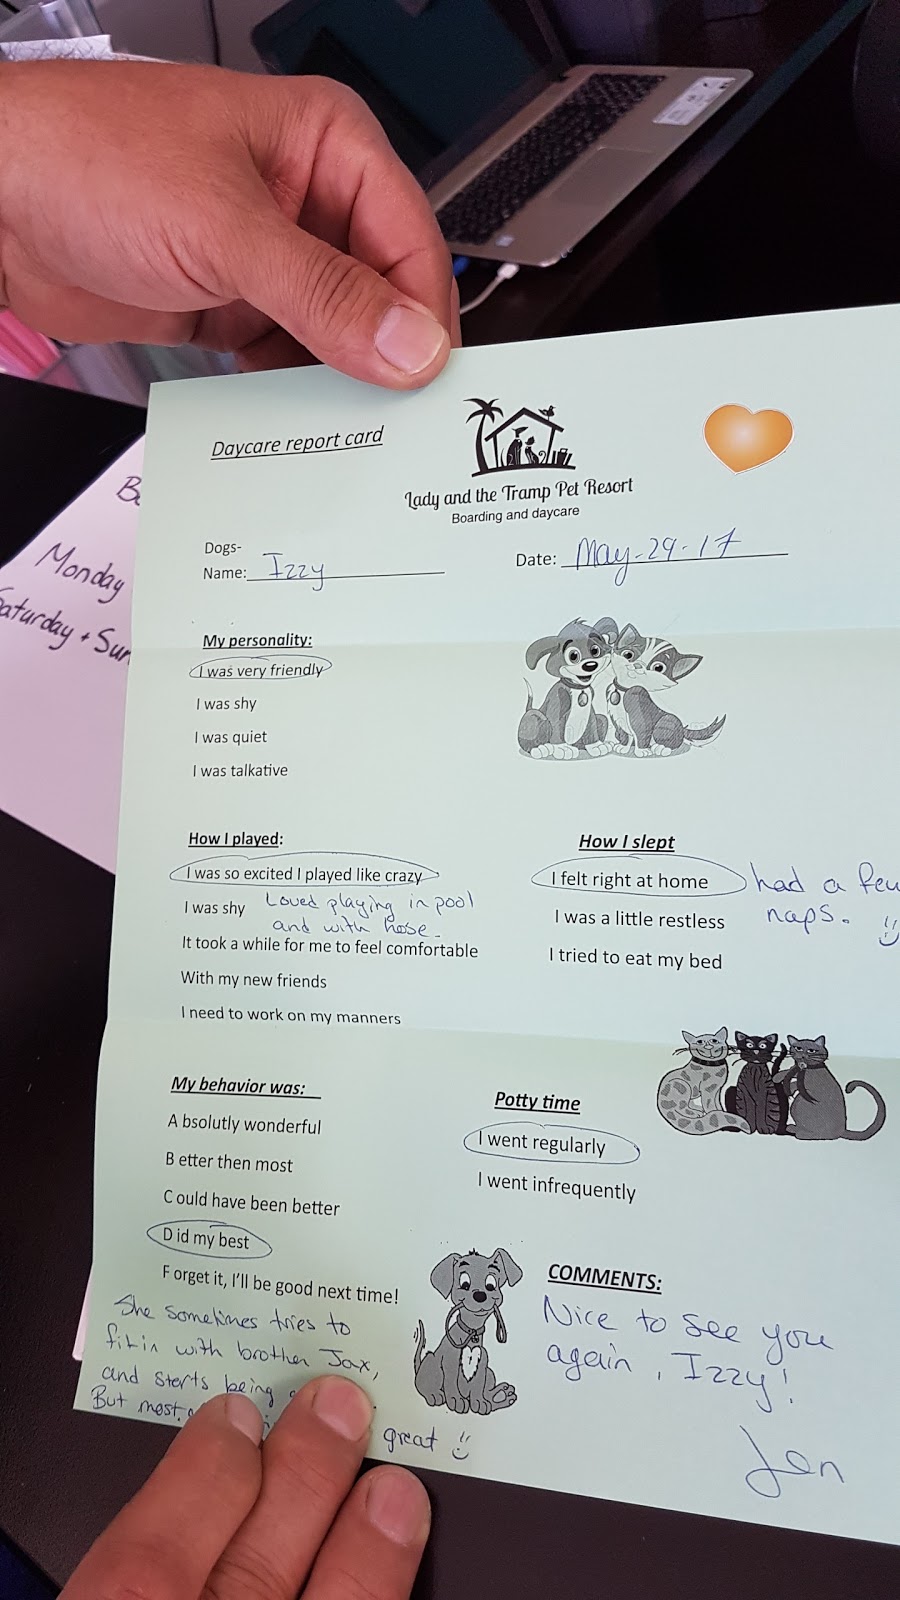 Monday
Saturday + Sun
Daycare report card
Lady and the Tramp Pet Resort
Boarding and daycare
Dogs-
Name: Izzy
Date: May-29-17
My personality:
I was very friendly
I was shy
I was quiet
I was talkative
How I played:
I was so excited I played like crazy
I was shy Loved playing in pool
and with hose.
It took a while for me to feel comfortable
With my new friends
I need to work on my manners
How I slept
I felt right at home had a few
I was a little restless naps.
I tried to eat my bed
My behavior was:
A bsolutly wonderful
B etter then most
C ould have been better
D id my best
F orget it, I'll be good next time!
She sometimes tries to
fit in with brother Jax,
and starts being
But most
great
Potty time
I went regularly
I went infrequently
COMMENTS:
Nice to see you
again, Izzy!
Jen